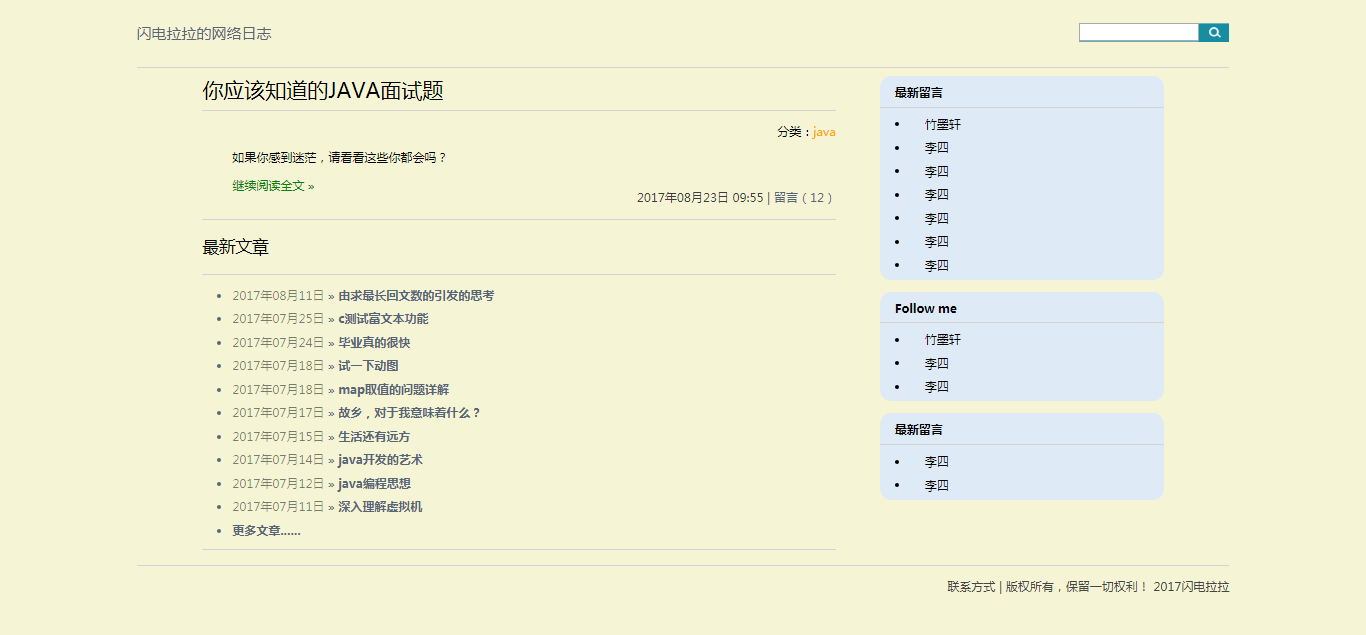 闪电拉拉的网络日志
你应该知道的JAVA面试题
分类：java
如果你感到迷茫，请看看这些你都会吗？
继续阅读全文 »
2017年08月23日 09:55 | 留言（12）
最新文章
2017年08月11日 » 由求最长回文数的引发的思考
2017年07月25日 » c测试富文本功能
2017年07月24日 » 毕业真的很快
2017年07月18日 » 试一下动图
2017年07月18日 » map取值的问题详解
2017年07月17日 » 故乡，对于我意味着什么？
2017年07月15日 » 生活还有远方
2017年07月14日 » java开发的艺术
2017年07月12日 » java编程思想
2017年07月11日 » 深入理解虚拟机
更多文章……
最新留言
竹墨轩
李四
李四
李四
李四
李四
李四
Follow me
竹墨轩
李四
李四
最新留言
李四
李四
联系方式 | 版权所有，保留一切权利！ 2017闪电拉拉